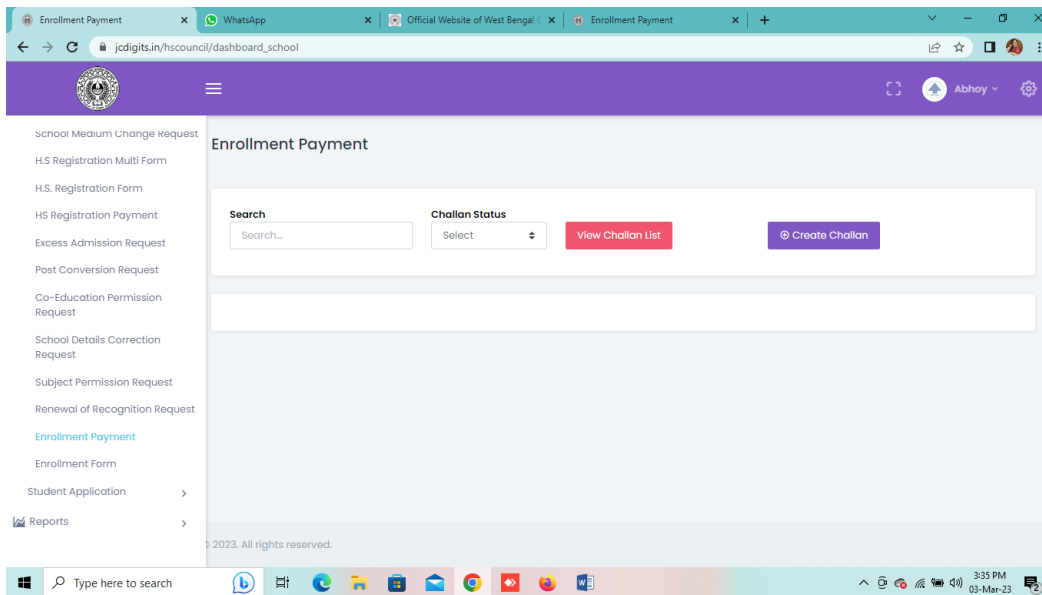 Enrollment Payment
WhatsApp
Official Website of West Bengal
Enrollment Payment
jcdigits.in/hscouncil/dashboard_school
Abhoy
School Medium Change Request
H.S Registration Multi Form
H.S. Registration Form
HS Registration Payment
Excess Admission Request
Post Conversion Request
Co-Education Permission
Request
School Details Correction
Request
Subject Permission Request
Renewal of Recognition Request
Enrollment Payment
Enrollment Form
Student Application
Reports
Enrollment Payment
Search
Challan Status
Search...
Select
View Challan List
Create Challan
2023. All rights reserved.
Type here to search
3:35 PM
03-Mar-23
2